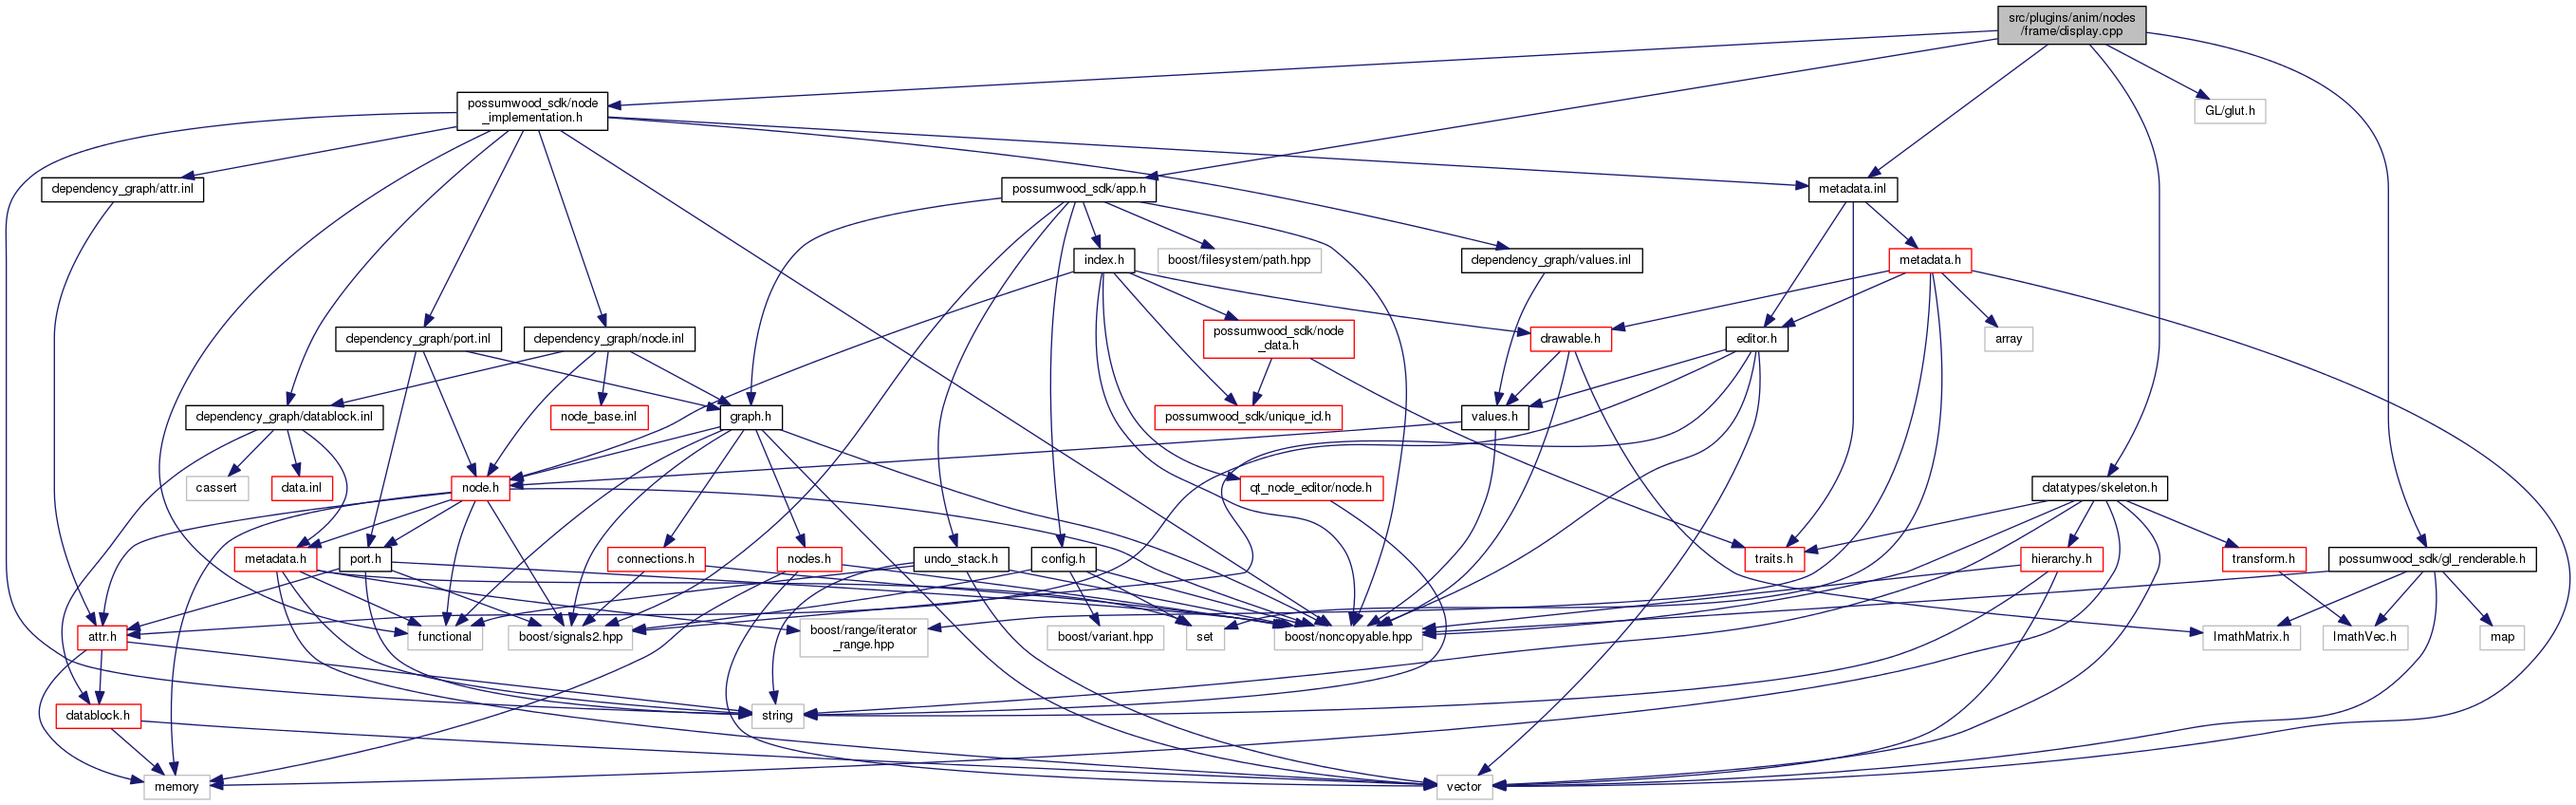 src/plugins/anim/nodes
/frame/display.cpp
possumwood_sdk/node
_implementation.h
GL/glut.h
dependency_graph/attr.inl
possumwood_sdk/app.h
metadata.inl
index.h
boost/filesystem/path.hpp
dependency_graph/values.inl
metadata.h
dependency_graph/port.inl
dependency_graph/node.inl
possumwood_sdk/node
_data.h
drawable.h
editor.h
array
dependency_graph/datablock.inl
node_base.inl
graph.h
possumwood_sdk/unique_id.h
values.h
cassert
data.inl
node.h
qt_node_editor/node.h
datatypes/skeleton.h
metadata.h
port.h
connections.h
nodes.h
undo_stack.h
config.h
traits.h
hierarchy.h
transform.h
possumwood_sdk/gl_renderable.h
attr.h
functional
boost/signals2.hpp
boost/range/iterator
_range.hpp
boost/variant.hpp
set
boost/noncopyable.hpp
ImathMatrix.h
ImathVec.h
map
datablock.h
string
memory
vector